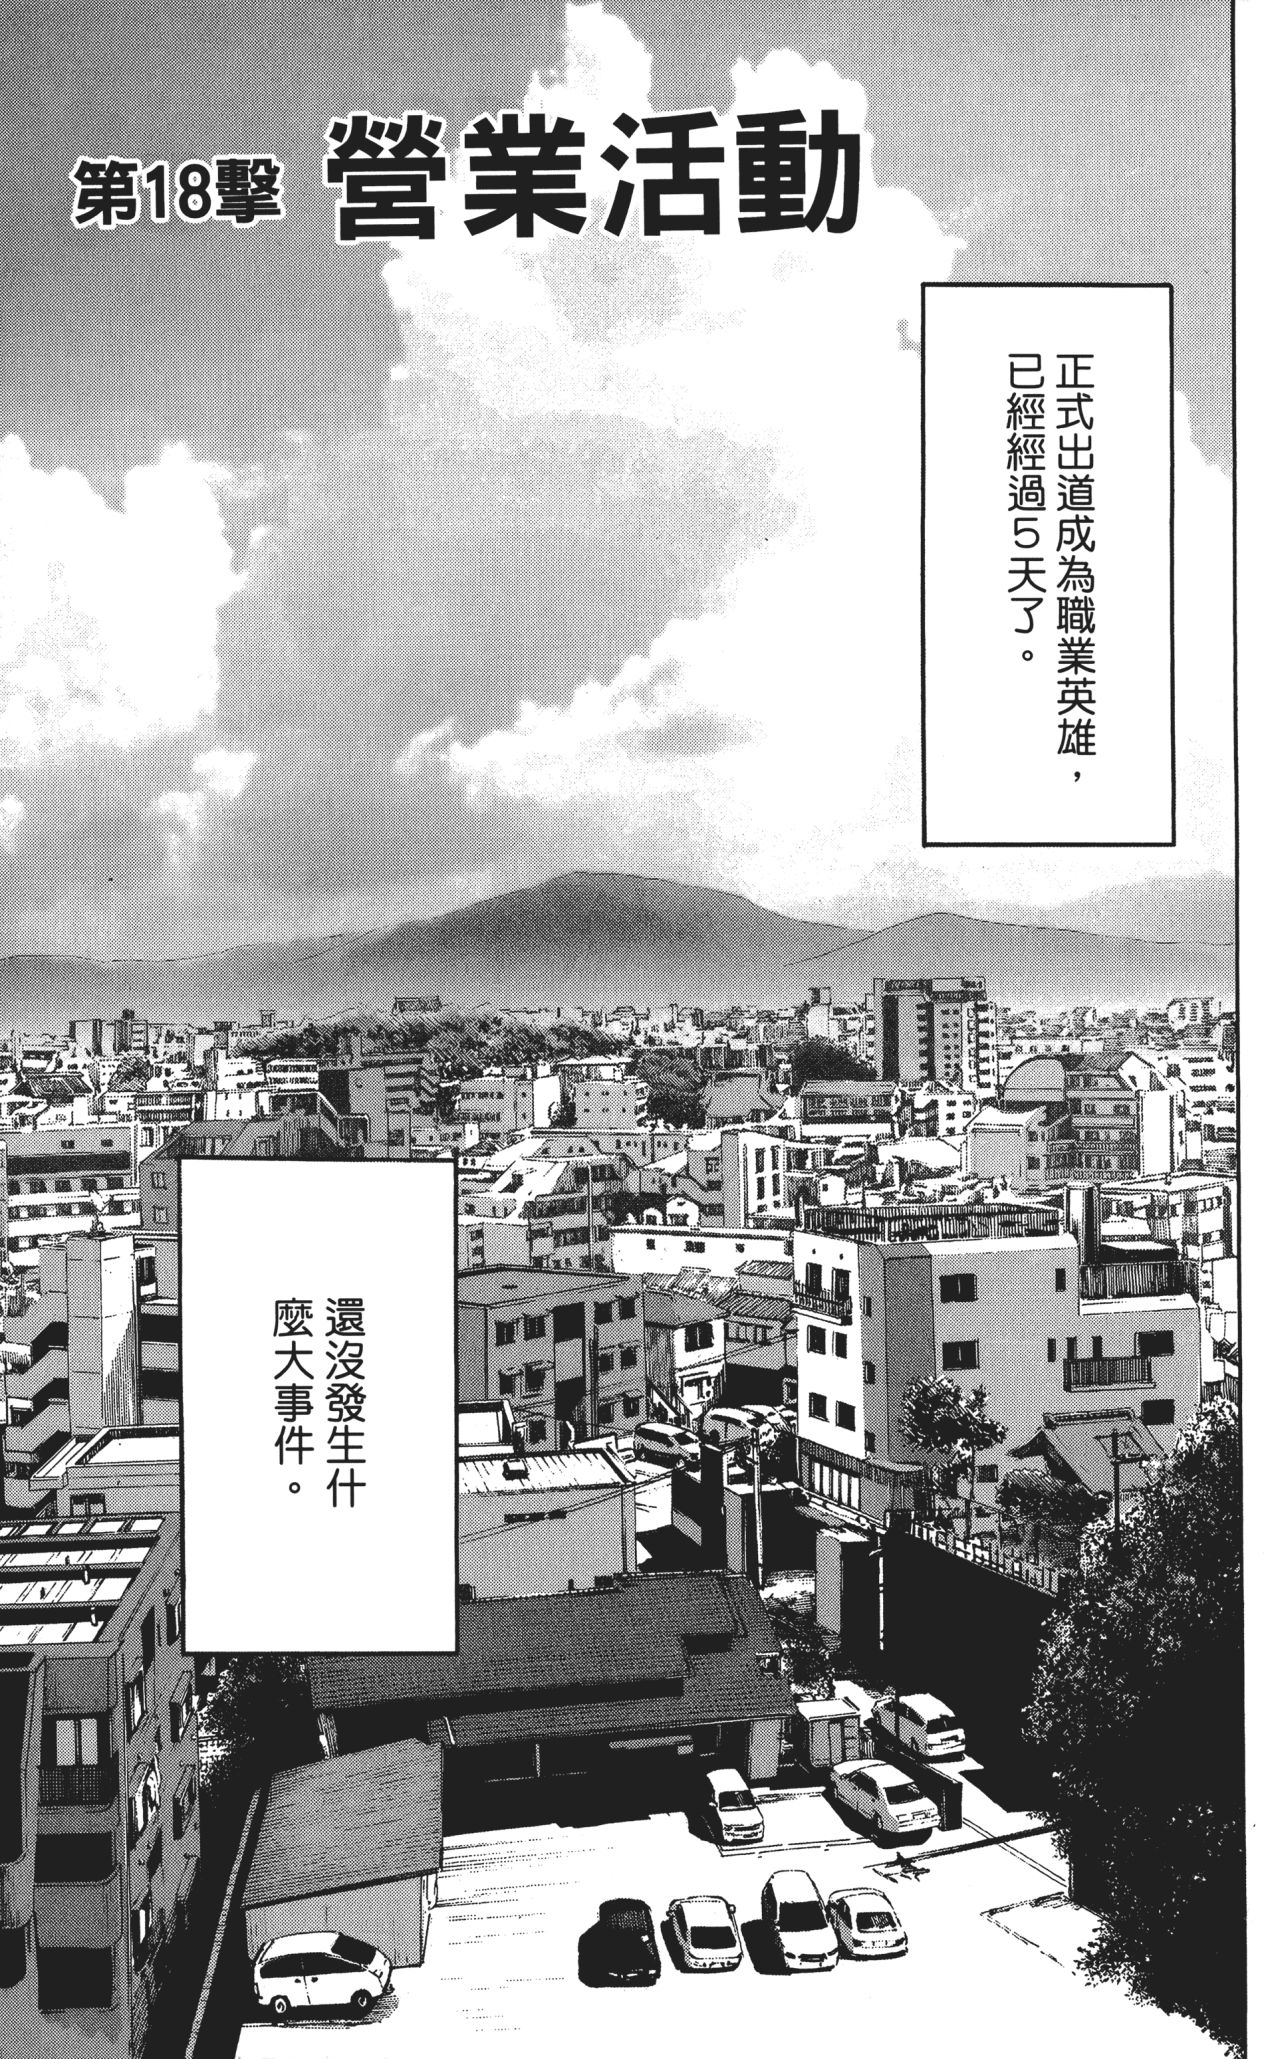 第18擊 營業活動
正式出道成為職業英雄，
已經經過5天了。
還沒發生什
麼大事件。